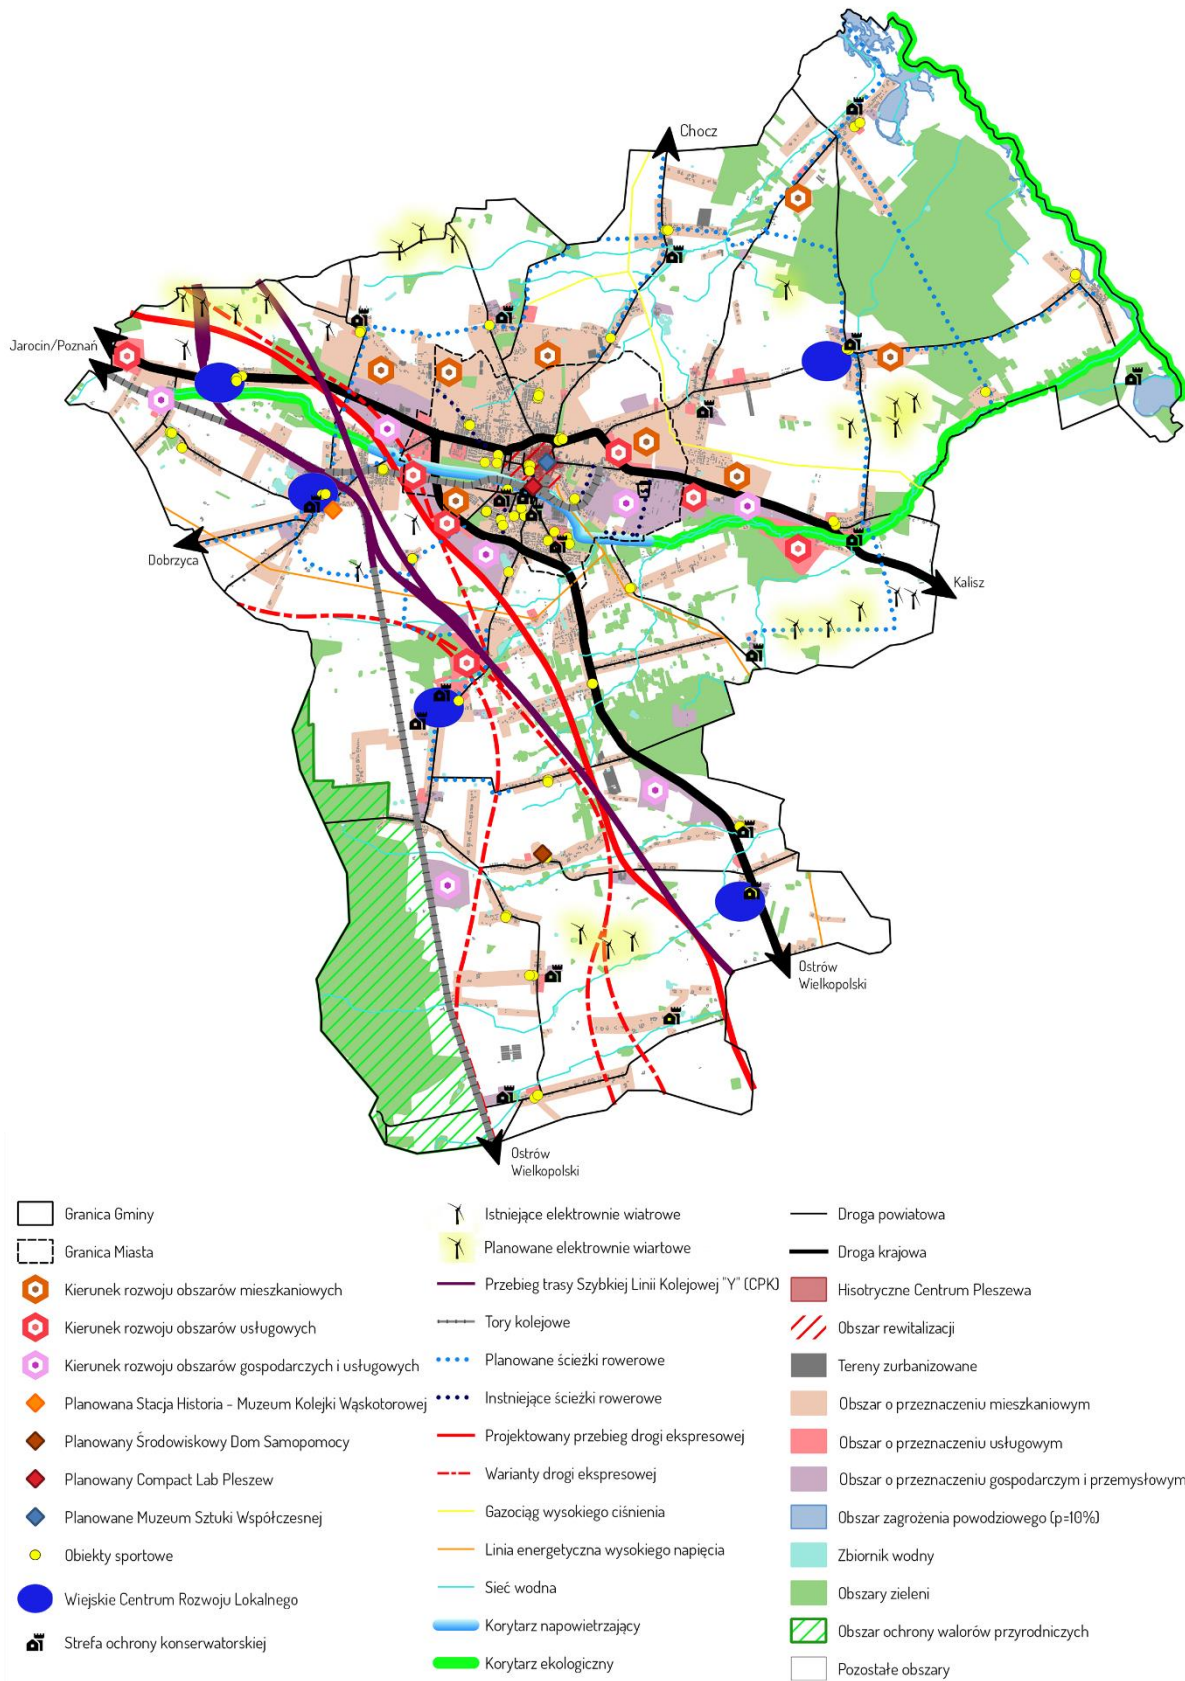 Chocz
Kalisz
Jarocin/Poznań
Dobrzyca
Ostrów
Wielkopolski
Ostrów
Wielkopolski
Granica Gminy
Granica Miasta
Kierunek rozwoju obszarów mieszkaniowych
Kierunek rozwoju obszarów usługowych
Kierunek rozwoju obszarów gospodarczych i usługowych
Planowana Stacja Historia - Muzeum Kolejki Wąskotorowej
Planowany Środowiskowy Dom Samopomocy
Planowany Compact Lab Pleszew
Planowane Muzeum Sztuki Współczesnej
Obiekty sportowe
Wiejskie Centrum Rozwoju Lokalnego
Strefa ochrony konserwatorskiej
Istniejące elektrownie wiatrowe
Planowane elektrownie wiartowe
Przebieg trasy Szybkiej Linii Kolejowej "Y" (CPK)
Tory kolejowe
Planowane ścieżki rowerowe
Instniejące ścieżki rowerowe
Projektowany przebieg drogi ekspresowej
Warianty drogi ekspresowej
Gazociąg wysokiego ciśnienia
Linia energetyczna wysokiego napięcia
Sieć wodna
Korytarz napowietrzający
Korytarz ekologiczny
Droga powiatowa
Droga krajowa
Hisotryczne Centrum Pleszewa
Obszar rewitalizacji
Tereny zurbanizowane
Obszar o przeznaczeniu mieszkaniowym
Obszar o przeznaczeniu usługowym
Obszar o przeznaczeniu gospodarczym i przemysłowym
Obszar zagrożenia powodziowego (p=10%)
Zbiornik wodny
Obszary zieleni
Obszar ochrony walorów przyrodniczych
Pozostałe obszary